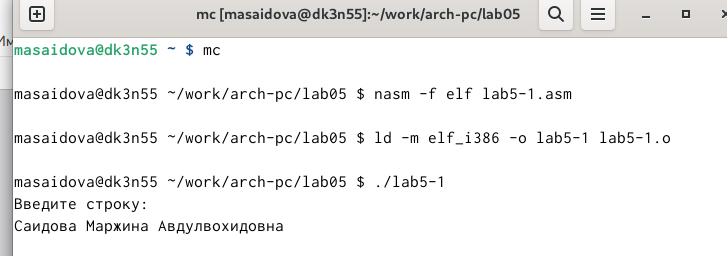 mc [masaidova@dk3n55]:~/work/arch-pc/lab05
masaidova@dk3n55 ~ $ mc
masaidova@dk3n55 ~/work/arch-pc/lab05 $ nasm -f elf lab5-1.asm
masaidova@dk3n55 ~/work/arch-pc/lab05 $ ld -m elf_i386 -o lab5-1 lab5-1.o
masaidova@dk3n55 ~/work/arch-pc/lab05 $ ./lab5-1
Введите строку:
Саидова Маржина Авдулвохидовна